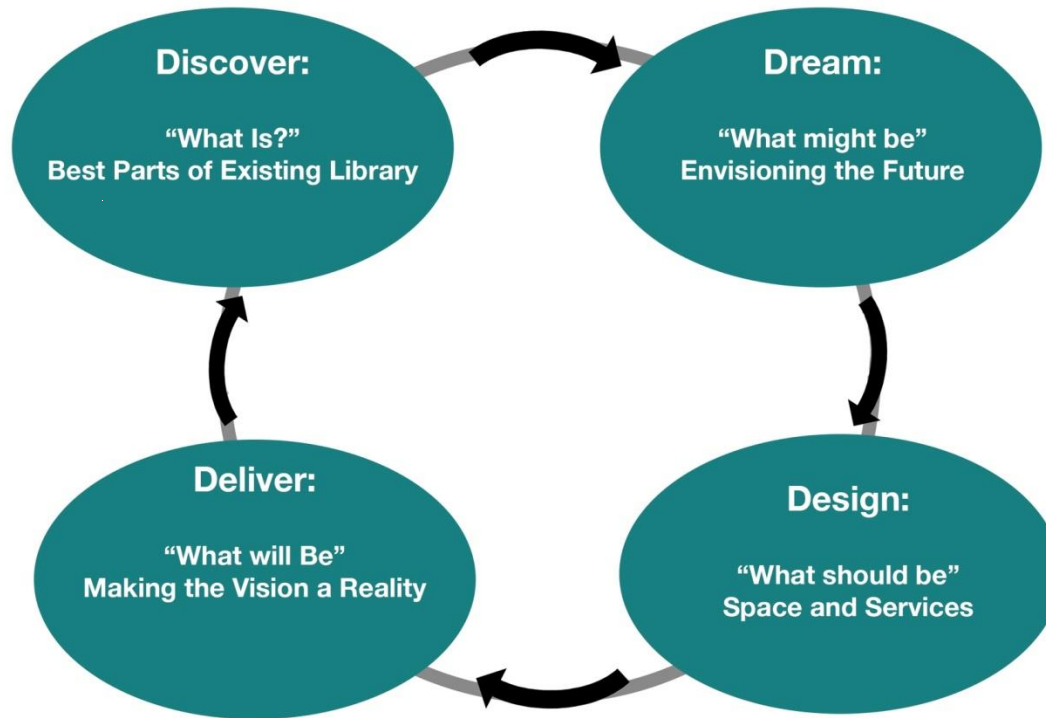 Discover:
“What Is?”
Best Parts of Existing Library
Dream:
“What might be”
Envisioning the Future
Design:
“What should be”
Space and Services
Deliver:
“What will Be”
Making the Vision a Reality